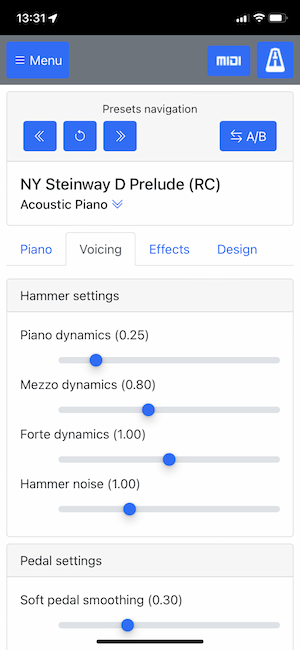 13:31
Menu
MIDI
Presets navigation
A/B
NY Steinway D Prelude (RC)
Acoustic Piano
Piano Voicing Effects Design
Hammer settings
Piano dynamics (0.25)
Mezzo dynamics (0.80)
Forte dynamics (1.00)
Hammer noise (1.00)
Pedal settings
Soft pedal smoothing (0.30)